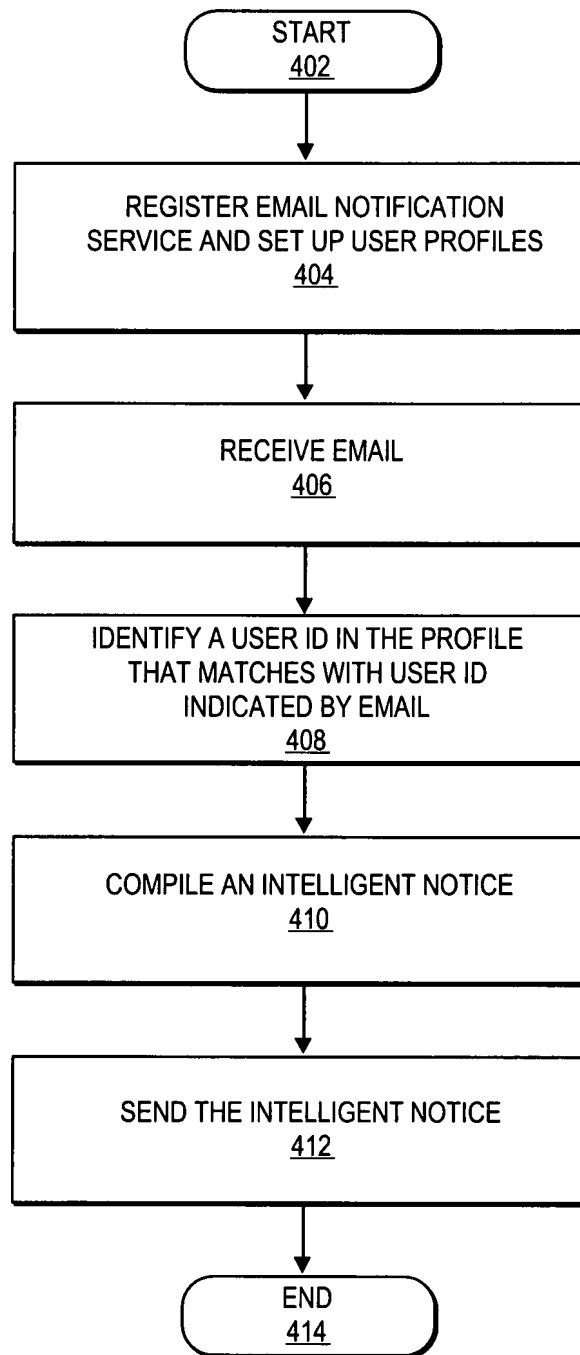 START
402
REGISTER EMAIL NOTIFICATION
SERVICE AND SET UP USER PROFILES
404
RECEIVE EMAIL
406
IDENTIFY A USER ID IN THE PROFILE
THAT MATCHES WITH USER ID
INDICATED BY EMAIL
408
COMPILE AN INTELLIGENT NOTICE
410
SEND THE INTELLIGENT NOTICE
412
END
414